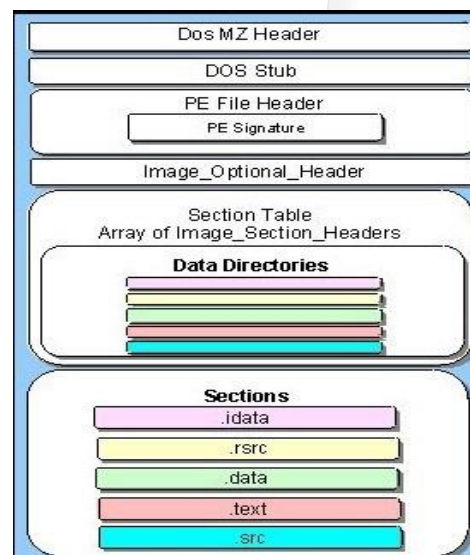 Dos MZ Header
DOS Stub
PE File Header
PE Signature
Image_Optional_Header
Section Table
Array of Image_Section_Headers
Data Directories
Sections
.idata
.rsrc
.data
.text
.src